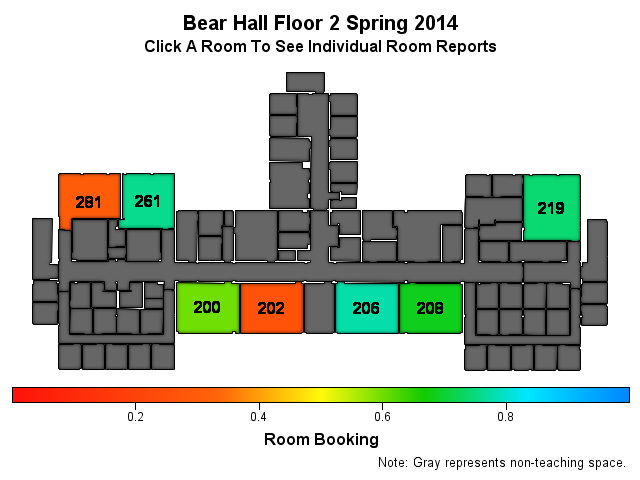 Bear Hall Floor 2 Spring 2014
Click A Room To See Individual Room Reports
281
261
219
200
202
206
208
0.2
0.4
0.6
0.8
Room Booking
Note: Gray represents non-teaching space.